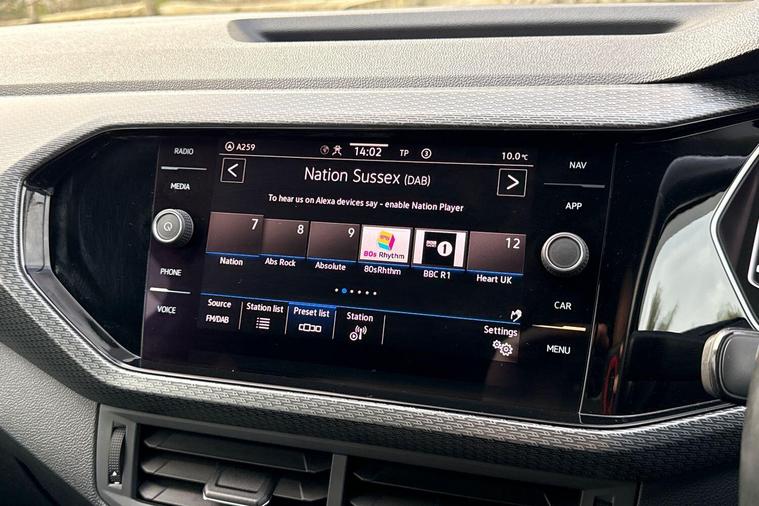 RADIO
MEDIA
PHONE
VOICE
A259
14:02
TP
3
10.0°C
Nation Sussex (DAB)
To hear us on Alexa devices say - enable Nation Player
7
8
9
80s Rhythm
1
12
Nation
Abs Rock
Absolute
80sRhthm
BBC R1
Heart UK
Source
FM/DAB
Station list
Preset list
Station
Settings
NAV
APP
CAR
MENU